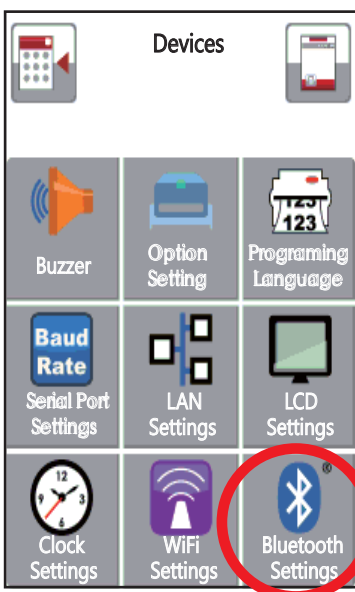 Devices
Buzzer
Option
Setting
123
123
Programing
Language
Baud
Rate
Serial Port
Settings
LAN
Settings
LCD
Settings
12
9
3
6
Clock
Settings
WiFi
Settings
®
Bluetooth
Settings